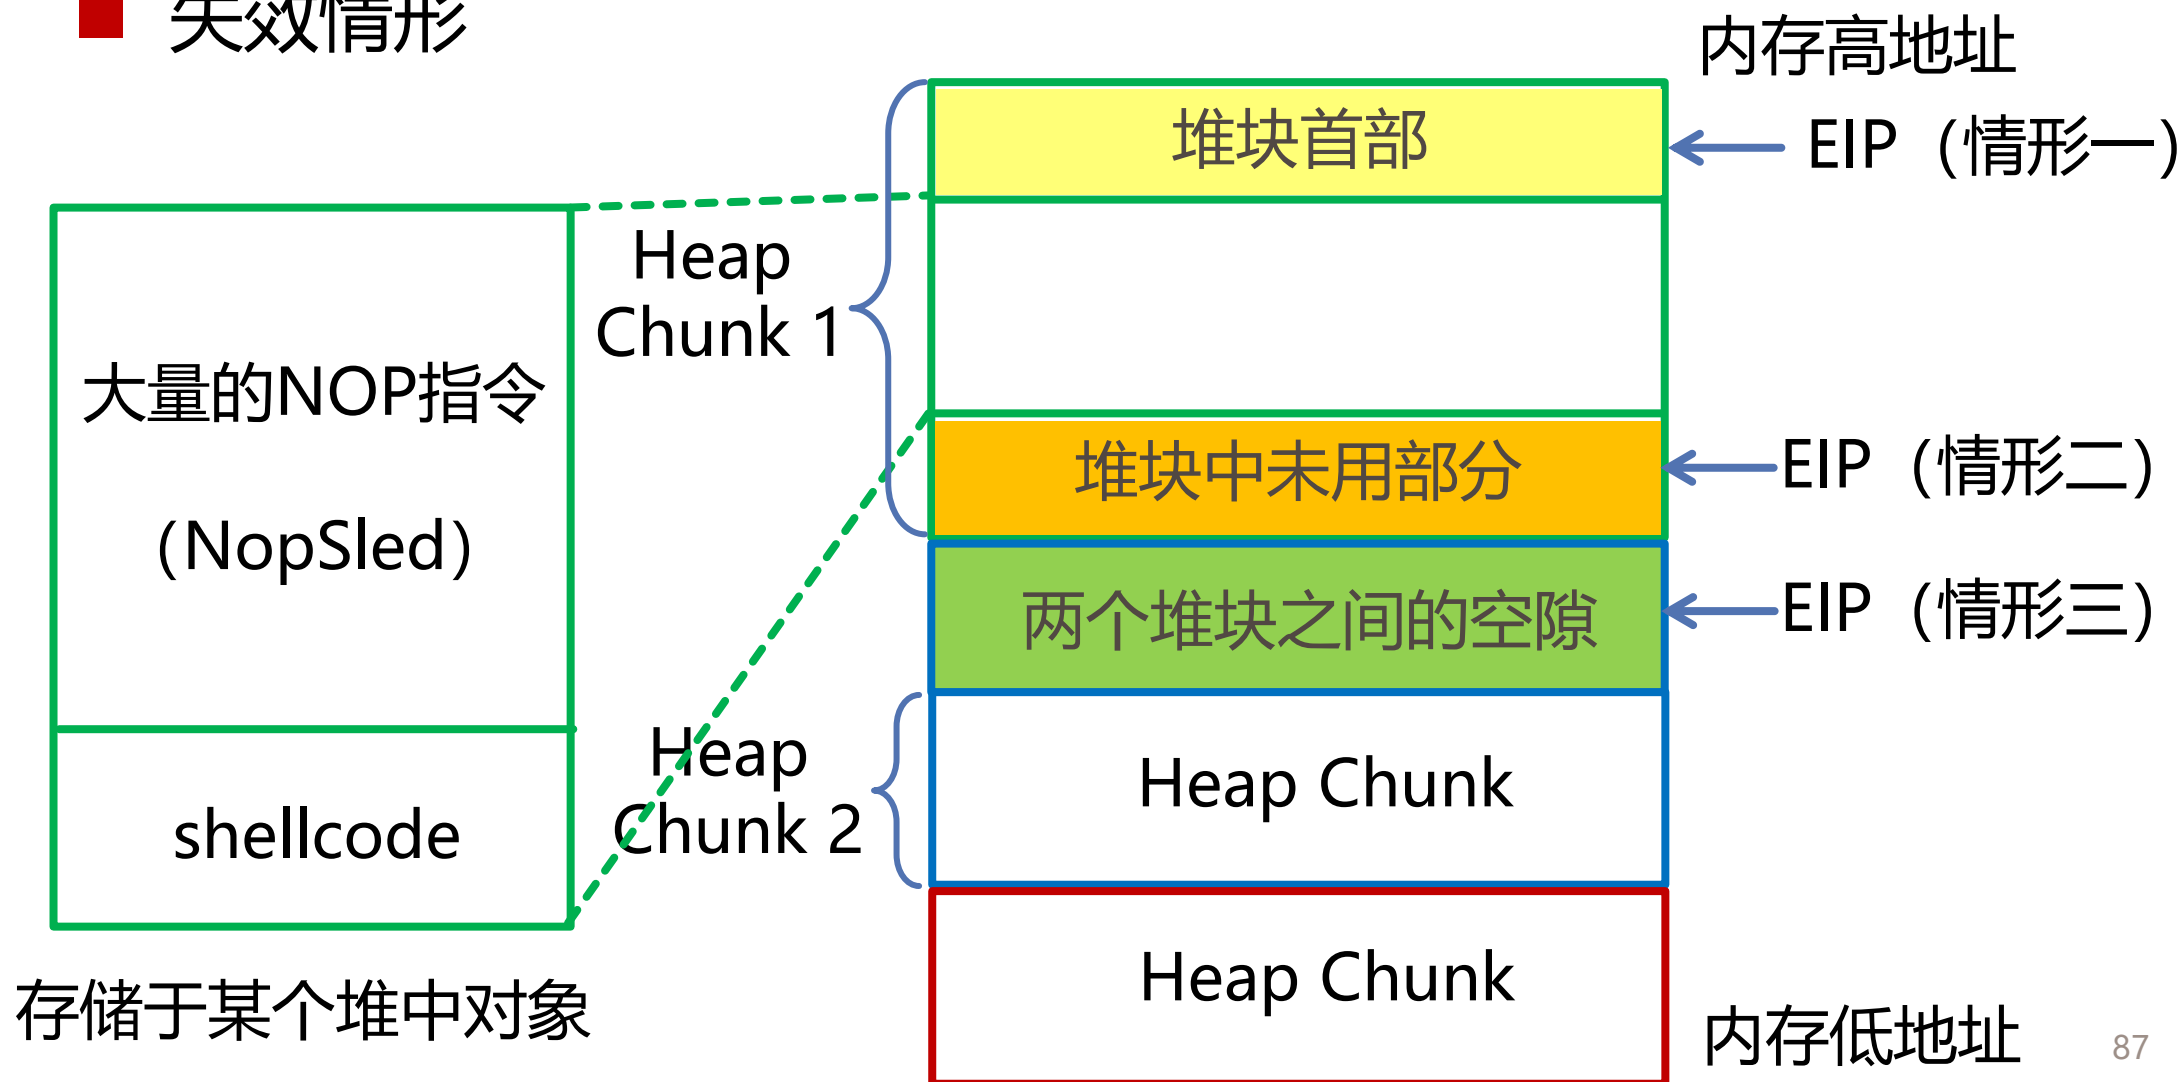 失效情形
内存高地址
堆块首部
EIP（情形一）
Heap
Chunk 1
大量的NOP指令
（NopSled）
堆块中未用部分
EIP（情形二）
两个堆块之间的空隙
EIP（情形三）
Heap
Chunk 2
Heap Chunk
shellcode
Heap Chunk
存储于某个堆中对象
内存低地址
87